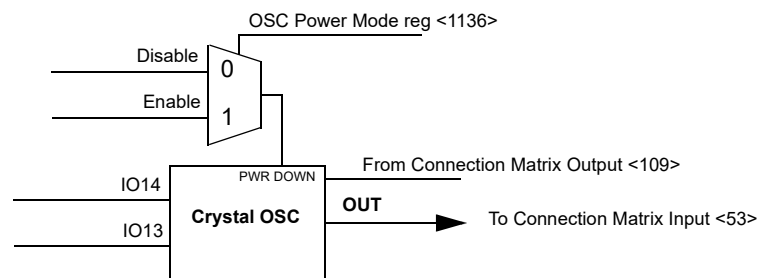 OSC Power Mode reg <1136>
Disable
0
Enable
1
PWR DOWN
From Connection Matrix Output <109>
IO14
Crystal OSC
OUT
To Connection Matrix Input <53>
IO13